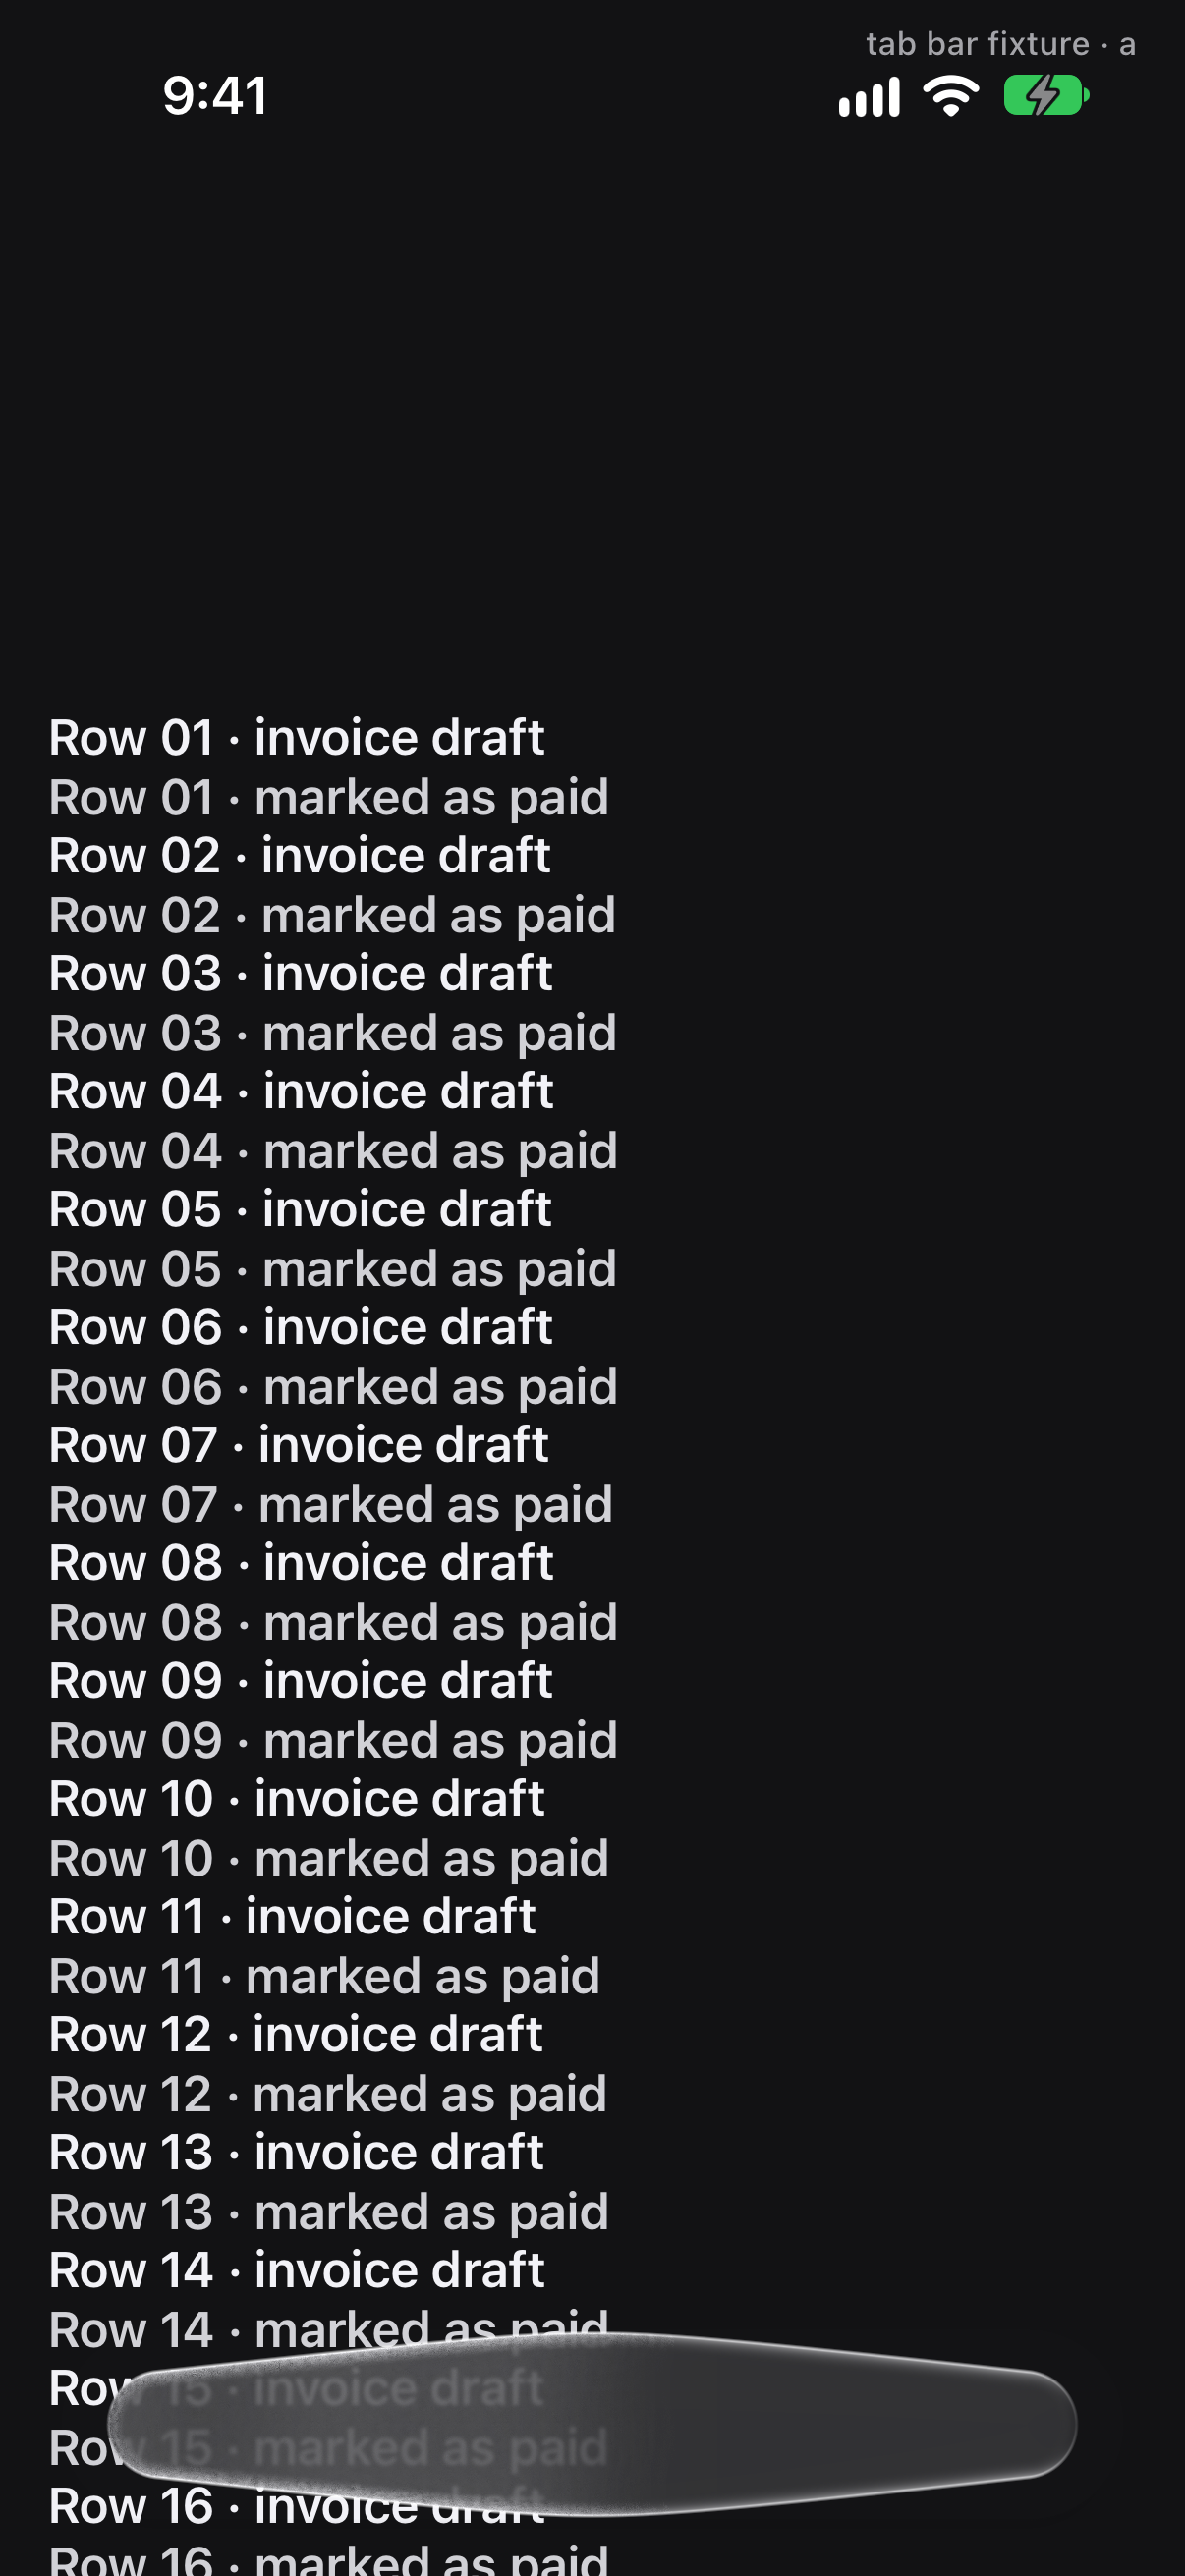 tab bar fixture · a
9:41
Row 01 · invoice draft
Row 01 · marked as paid
Row 02 · invoice draft
Row 02 · marked as paid
Row 03 · invoice draft
Row 03 · marked as paid
Row 04 · invoice draft
Row 04 · marked as paid
Row 05 · invoice draft
Row 05 · marked as paid
Row 06 · invoice draft
Row 06 · marked as paid
Row 07 · invoice draft
Row 07 · marked as paid
Row 08 · invoice draft
Row 08 · marked as paid
Row 09 · invoice draft
Row 09 · marked as paid
Row 10 · invoice draft
Row 10 · marked as paid
Row 11 · invoice draft
Row 11 · marked as paid
Row 12 · invoice draft
Row 12 · marked as paid
Row 13 · invoice draft
Row 13 · marked as paid
Row 14 · invoice draft
Row 14 · marked as paid
Row 15 · invoice draft
Row 15 · marked as paid
Row 16 · invoice draft
Row 16 · marked as paid